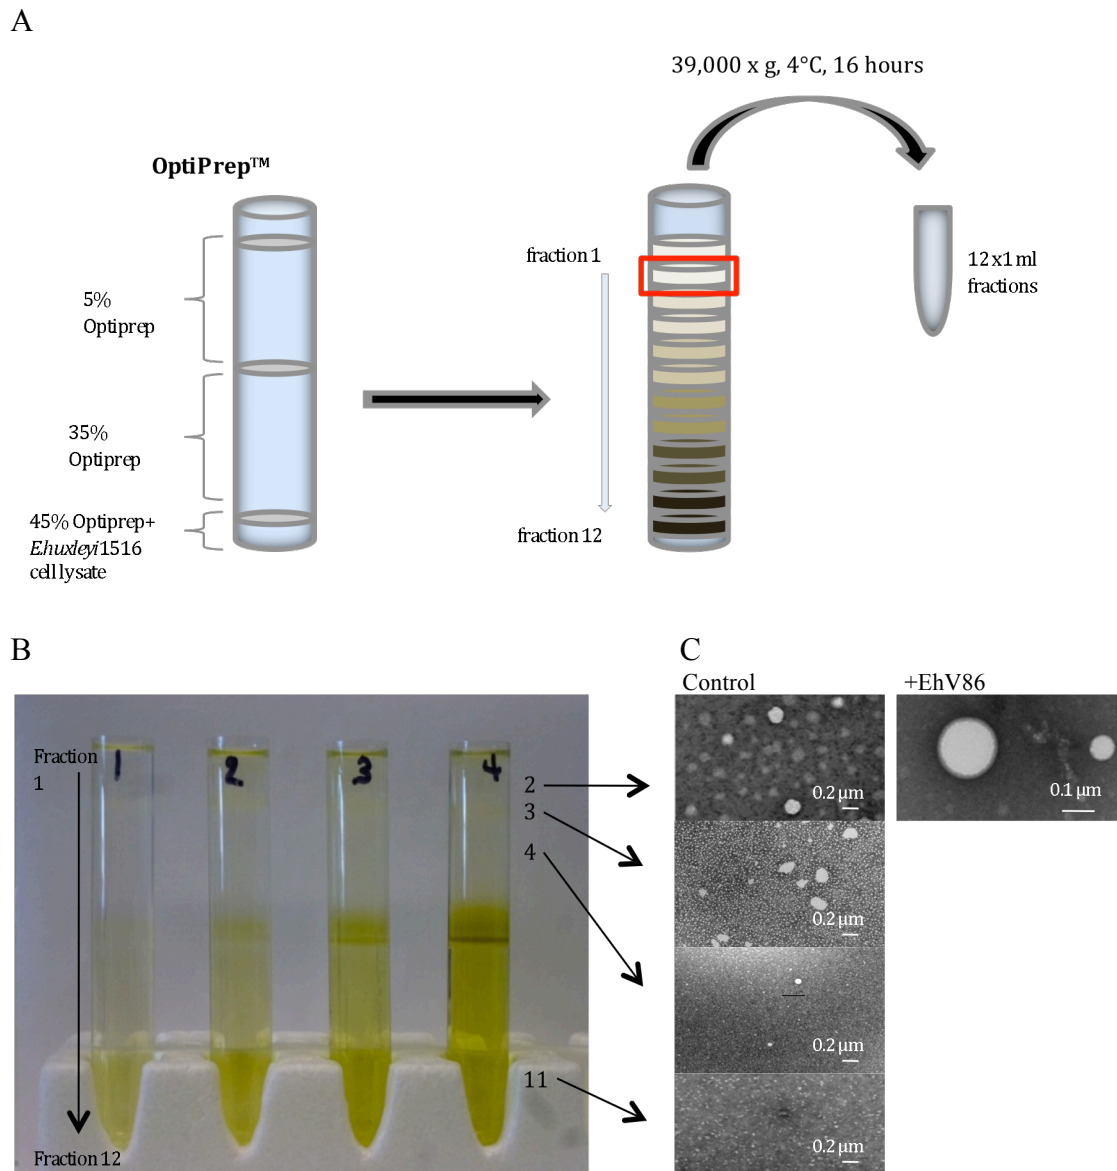 A
39,000 x g, 4°C, 16 hours
OptiPrep™
5%
Optiprep
35%
Optiprep
45% Optiprep+
E.huxleyi 1516
cell lysate
fraction 1
fraction 12
12 x1 ml
fractions
B
Fraction
1
1
2
3
4
2
3
4
11
Fraction 12
C
Control
+EhV86
0.2 µm
0.1 µm
0.2 µm
0.2 µm
0.2 µm